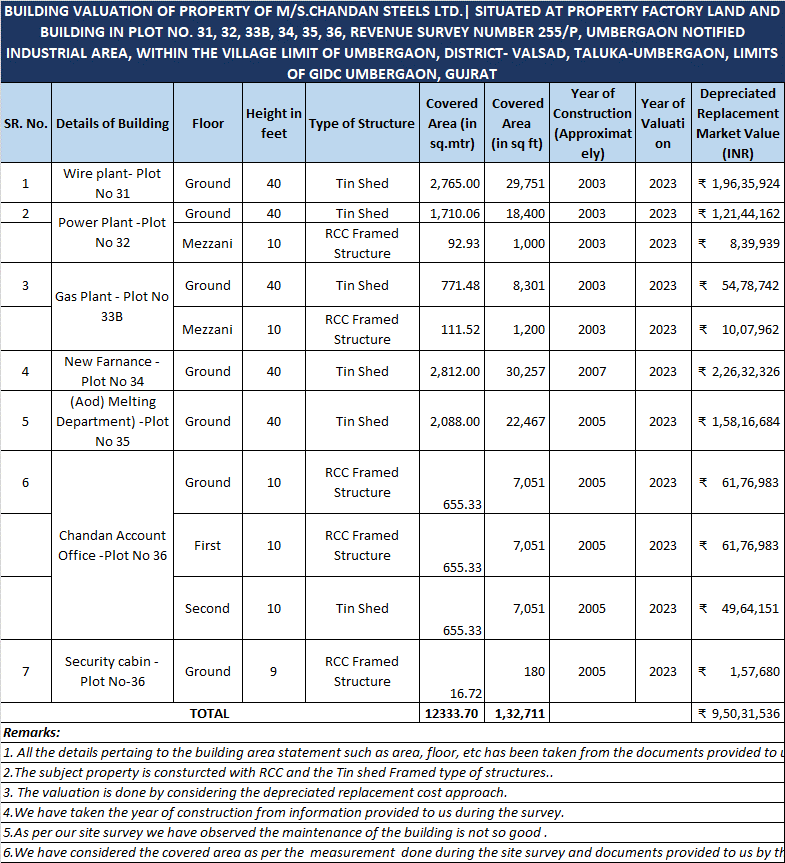 BUILDING VALUATION OF PROPERTY OF M/S.CHANDAN STEELS LTD.| SITUATED AT PROPERTY FACTORY LAND AND
BUILDING IN PLOT NO. 31, 32, 33B, 34, 35, 36, REVENUE SURVEY NUMBER 255/P, UMBERGAON NOTIFIED
INDUSTRIAL AREA, WITHIN THE VILLAGE LIMIT OF UMBERGAON, DISTRICT- VALSAD, TALUKA-UMBERGAON, LIMITS
OF GIDC UMBERGAON, GUJRAT
SR. No. Details of Building Floor Height in feet Type of Structure Covered Area (in sq.mtr) Covered Area (in sq ft) Year of Construction (Approximately) Year of Valuation Depreciated Replacement Market Value (INR)
1 Wire plant- Plot No 31 Ground 40 Tin Shed 2,765.00 29,751 2003 2023 ₹ 1,96,35,924
2 Power Plant -Plot No 32 Ground 40 Tin Shed 1,710.06 18,400 2003 2023 ₹ 1,21,44,162
Mezzani 10 RCC Framed Structure 92.93 1,000 2003 2023 ₹ 8,39,939
3 Gas Plant - Plot No 33B Ground 40 Tin Shed 771.48 8,301 2003 2023 ₹ 54,78,742
Mezzani 10 RCC Framed Structure 111.52 1,200 2003 2023 ₹ 10,07,962
4 New Farnance - Plot No 34 Ground 40 Tin Shed 2,812.00 30,257 2007 2023 ₹ 2,26,32,326
5 (Aod) Melting Department) -Plot No 35 Ground 40 Tin Shed 2,088.00 22,467 2005 2023 ₹ 1,58,16,684
6 Chandan Account Office -Plot No 36 Ground 10 RCC Framed Structure 655.33 7,051 2005 2023 ₹ 61,76,983
First 10 RCC Framed Structure 655.33 7,051 2005 2023 ₹ 61,76,983
Second 10 Tin Shed 655.33 7,051 2005 2023 ₹ 49,64,151
7 Security cabin - Plot No-36 Ground 9 RCC Framed Structure 16.72 180 2005 2023 ₹ 1,57,680
TOTAL 12333.70 1,32,711 ₹ 9,50,31,536
Remarks:
1. All the details pertaing to the building area statement such as area, floor, etc has been taken from the documents provided to
2.The subject property is consturcted with RCC and the Tin shed Framed type of structures..
3. The valuation is done by considering the depreciated replacement cost approach.
4.We have taken the year of construction from information provided to us during the survey.
5.As per our site survey we have observed the maintenance of the building is not so good .
6.We have considered the covered area as per the measurement done during the site survey and documents provided to us by